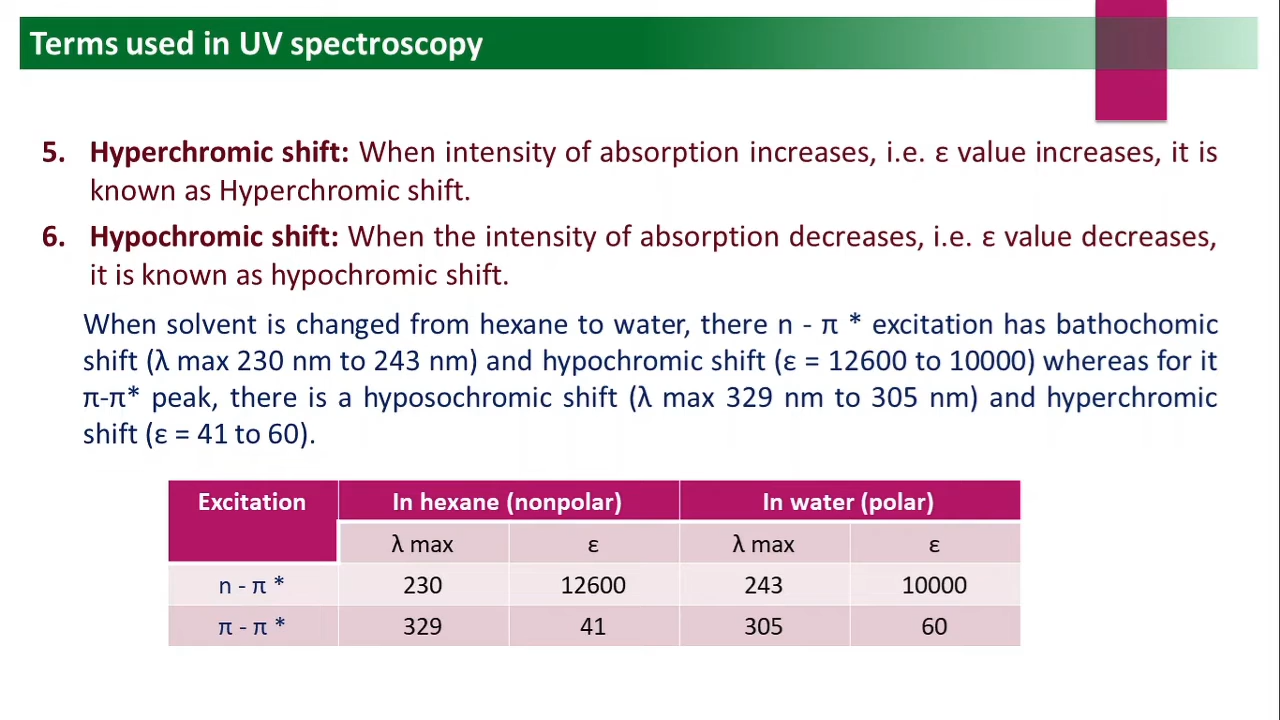 Terms used in UV spectroscopy
5. Hyperchromic shift: When intensity of absorption increases, i.e. ε value increases, it is
known as Hyperchromic shift.
6. Hypochromic shift: When the intensity of absorption decreases, i.e. ε value decreases,
it is known as hypochromic shift.
When solvent is changed from hexane to water, there n - π * excitation has bathochomic
shift (λ max 230 nm to 243 nm) and hypochromic shift (ε = 12600 to 10000) whereas for it
π-π* peak, there is a hyposochromic shift (λ max 329 nm to 305 nm) and hyperchromic
shift (ε = 41 to 60).
Excitation In hexane (nonpolar) In water (polar)
λ max ε λ max ε
n - π * 230 12600 243 10000
π - π * 329 41 305 60